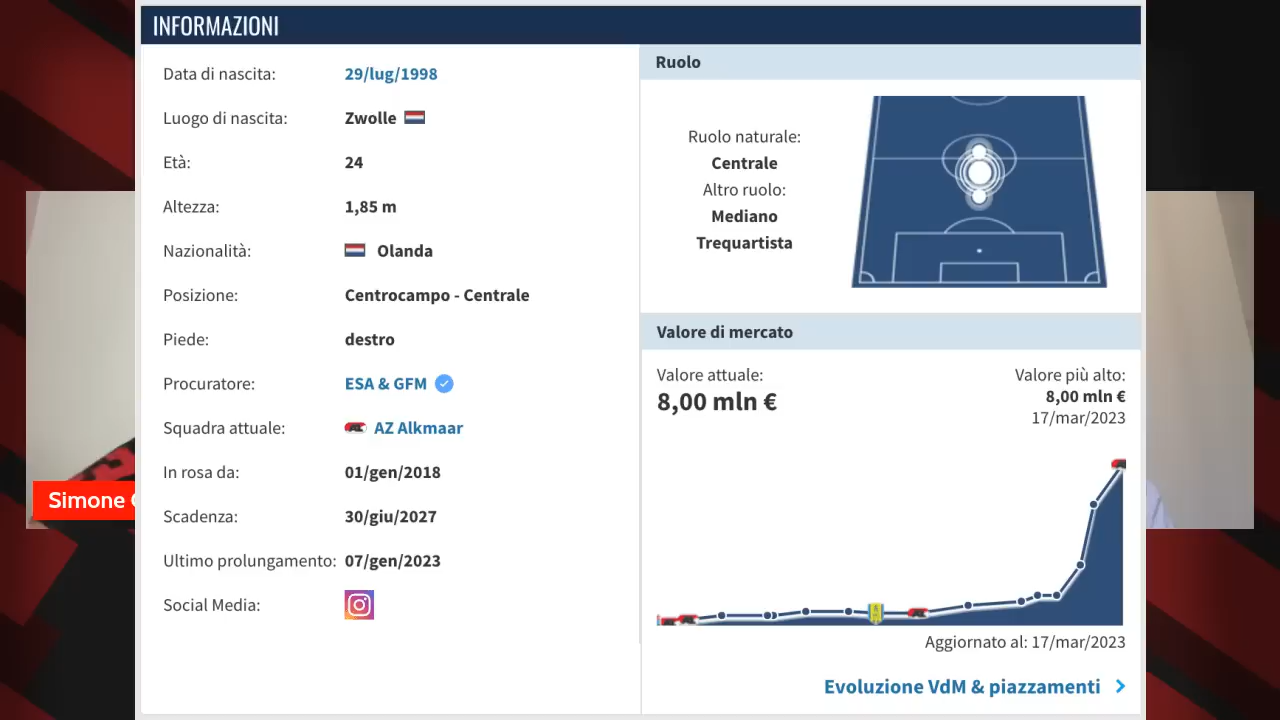 INFORMAZIONI
Data di nascita: 29/lug/1998
Luogo di nascita: Zwolle
Età: 24
Altezza: 1,85 m
Nazionalità: Olanda
Posizione: Centrocampo - Centrale
Piede: destro
Procuratore: ESA & GFM
Squadra attuale: AZ Alkmaar
In rosa da: 01/gen/2018
Scadenza: 30/giu/2027
Ultimo prolungamento: 07/gen/2023
Social Media:
Ruolo
Ruolo naturale:
Centrale
Altro ruolo:
Mediano
Trequartista
Valore di mercato
Valore attuale:
8,00 mln €
Valore più alto:
8,00 mln €
17/mar/2023
Aggiornato al: 17/mar/2023
Evoluzione VdM & piazzamenti
Simone